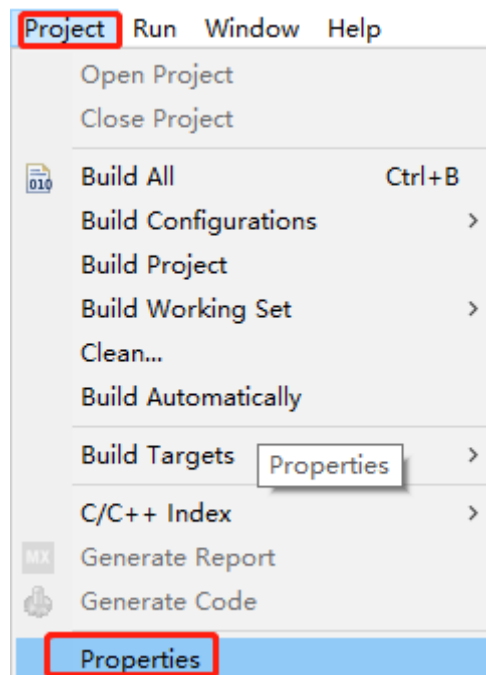 Project Run Window Help
Open Project
Close Project
010
Build All Ctrl+B
Build Configurations >
Build Project
Build Working Set >
Clean...
Build Automatically
Build Targets >
Properties
C/C++ Index >
MX Generate Report
Generate Code
Properties